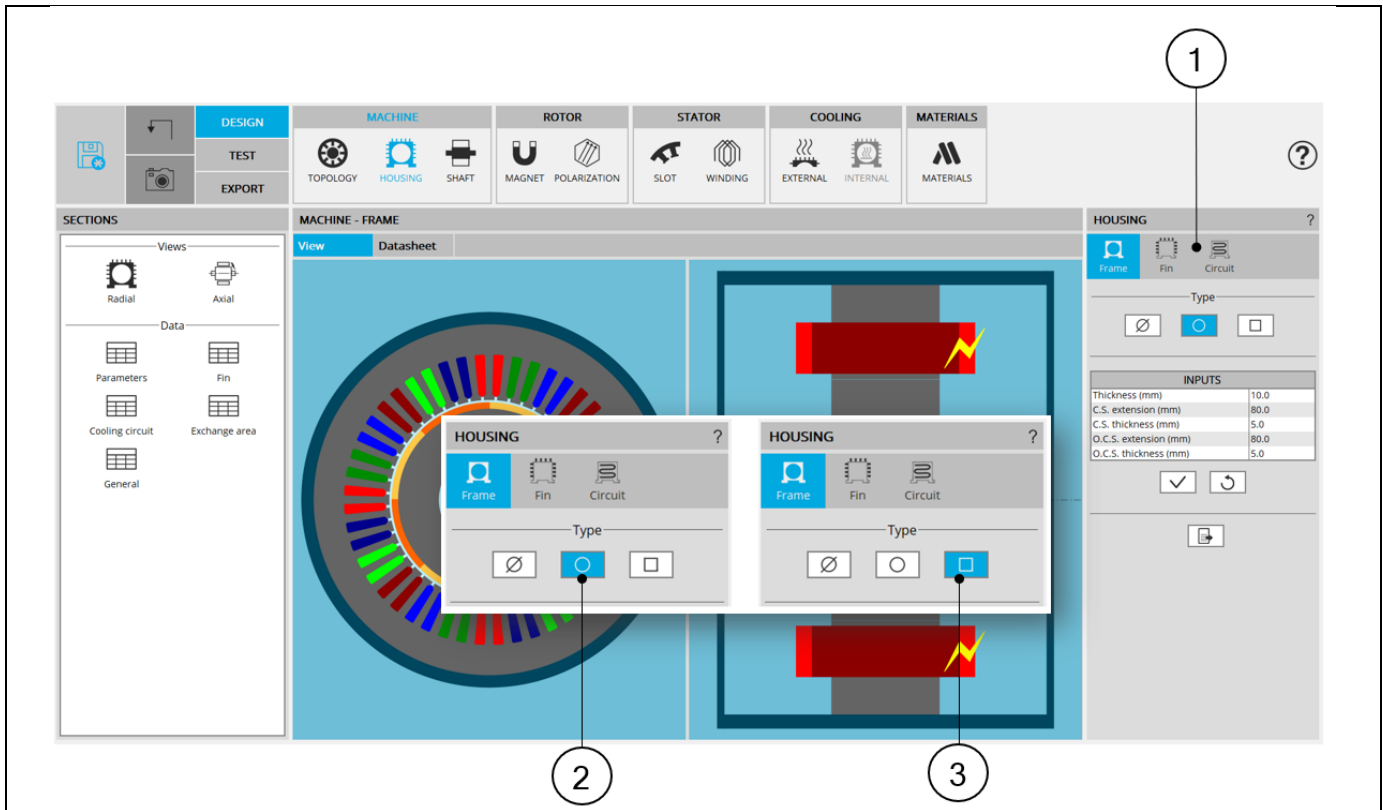 1
DESIGN
TEST
EXPORT
MACHINE
TOPOLOGY HOUSING SHAFT
ROTOR
MAGNET POLARIZATION
STATOR
SLOT WINDING
COOLING
EXTERNAL INTERNAL
MATERIALS
MATERIALS
?
SECTIONS
Views
Radial Axial
Data
Parameters Fin
Cooling circuit Exchange area
General
MACHINE - FRAME
View Datasheet
HOUSING ?
Frame Fin Circuit
Type
HOUSING ?
Frame Fin Circuit
Type
HOUSING ?
Frame Fin Circuit
Type
INPUTS
Thickness (mm) 10.0
C.S. extension (mm) 80.0
C.S. thickness (mm) 5.0
O.C.S. extension (mm) 80.0
O.C.S. thickness (mm) 5.0
2
3